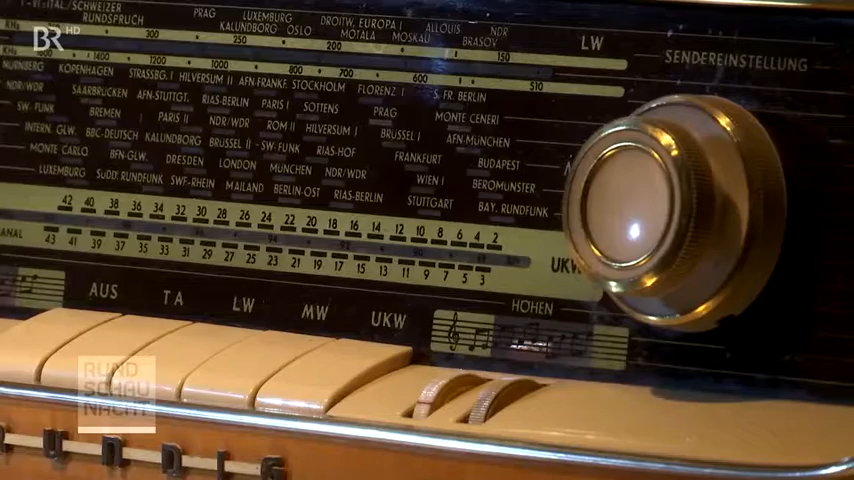 BR HD
T-VISITAL/SCHWEIZER RUNDSPRUCH PRAG LUXEMBURG KALUNDBORG OSLO DROITW. EUROPA I MOTALA ALLOUIS MOSKAU NDR BRASOV
KHs 300 250 200 150 LW
SENDEREINSTELLUNG
KHs 1400 1200 1000 800 700 600 510
NÜRNBERG KOPENHAGEN STRASSBG. I HILVERSUM II AFN-FRANKF. STOCKHOLM FLORENZ I S. FR. BERLIN
NDR/WDR SAARBRÜCKEN AFN-STUTTGT. RIAS-BERLIN PARIS I SOTTENS PRAG MONTE CENERI
SW. FUNK BREMEN PARIS II NDR/WDR ROM II HILVERSUM I BRÜSSEL I AFN-MÜNCH.
INTERN. GLW. BBC-DEUTSCH KALUNDBORG BRÜSSEL II SW. FUNK RIAS-HOF FRANKFURT BUDAPEST
MONTE CARLO BFN-GLW. DRESDEN LONDON MÜNCHEN NDR/WDR WIEN I BEROMÜNSTER
LUXEMBURG SÜDD. RUNDFUNK SWF-RHEIN MAILAND BERLIN-OST RIAS-BERLIN STUTTGART BAY. RUNDFUNK
42 40 38 36 34 32 30 28 26 24 22 20 18 16 14 12 10 8 6 4 2
KANAL 43 41 39 37 35 33 31 29 27 25 23 21 19 17 15 13 11 9 7 5 3 UKW
AUS TA LW MW UKW HÖHEN
RUND
SCHAU
NACHT